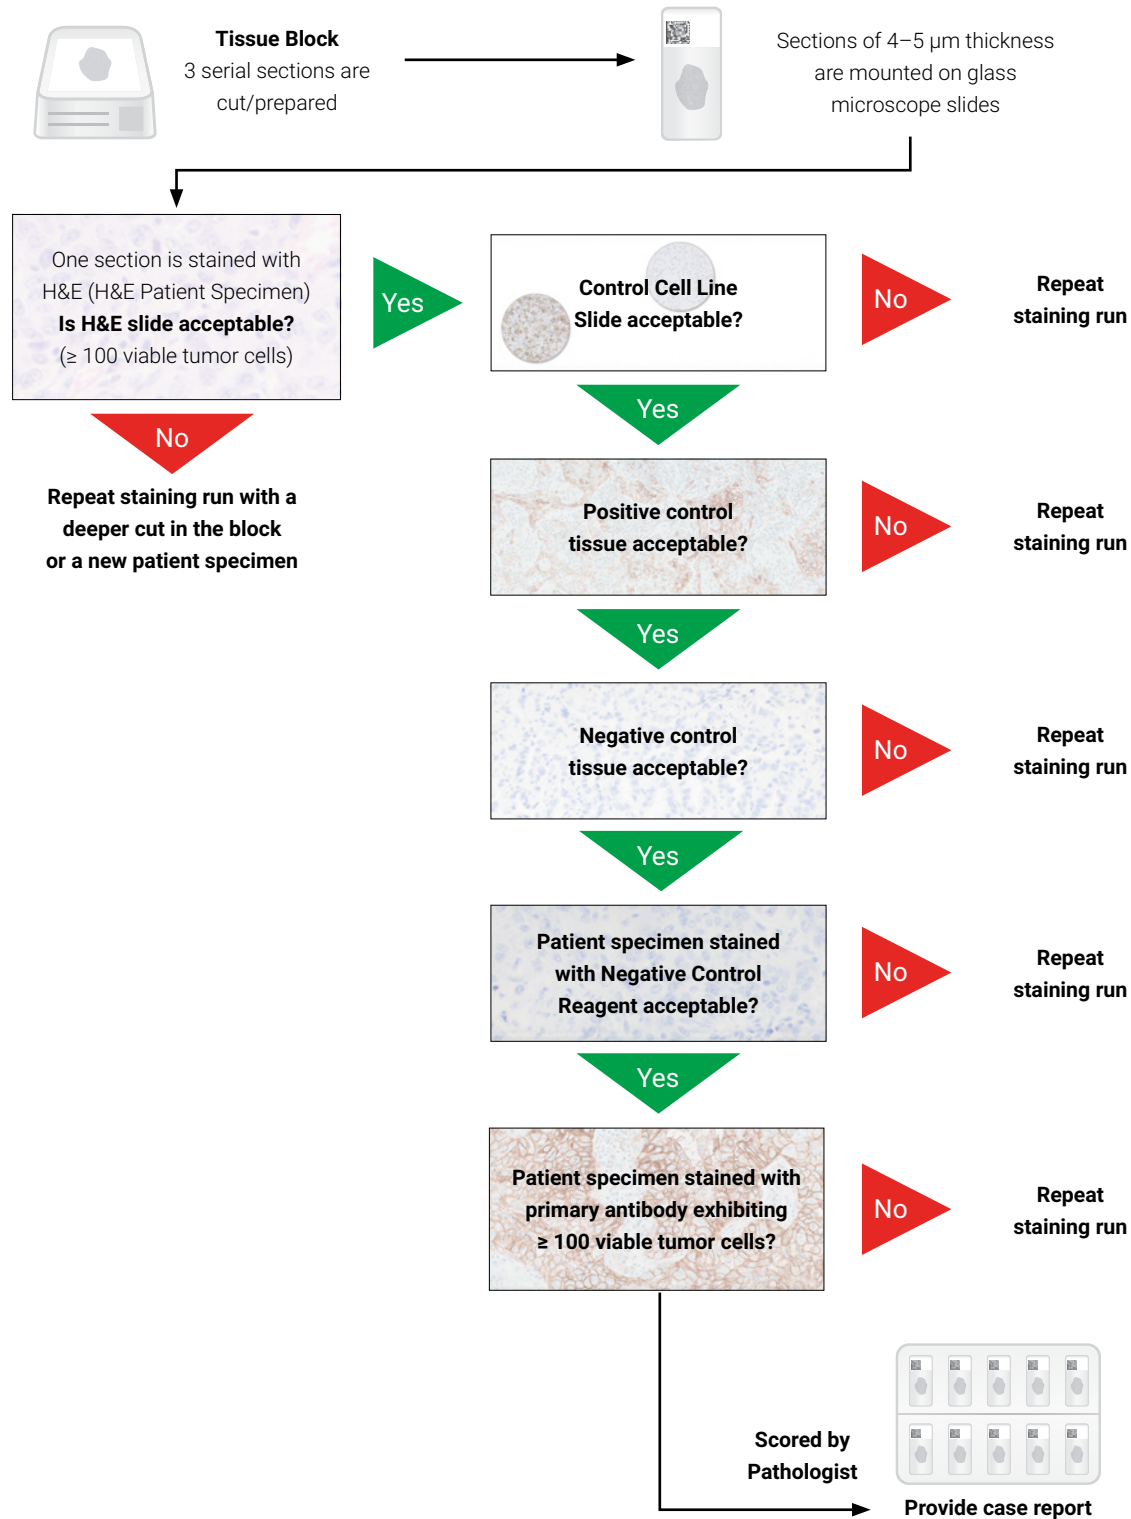 Tissue Block
3 serial sections are
cut/prepared
Sections of 4–5 µm thickness
are mounted on glass
microscope slides
One section is stained with
H&E (H&E Patient Specimen)
Is H&E slide acceptable?
(≥ 100 viable tumor cells)
Yes
Control Cell Line
Slide acceptable?
No
Repeat
staining run
No
Repeat staining run with a
deeper cut in the block
or a new patient specimen
Yes
Positive control
tissue acceptable?
No
Repeat
staining run
Yes
Negative control
tissue acceptable?
No
Repeat
staining run
Yes
Patient specimen stained
with Negative Control
Reagent acceptable?
No
Repeat
staining run
Yes
Patient specimen stained with
primary antibody exhibiting
≥ 100 viable tumor cells?
No
Repeat
staining run
Scored by
Pathologist
Provide case report